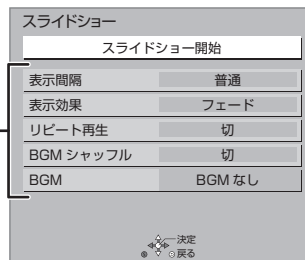 スライドショー
スライドショー開始
表示間隔 普通
表示効果 フェード
リピート再生 切
BGM シャッフル 切
BGM BGM なし
決定
戻る